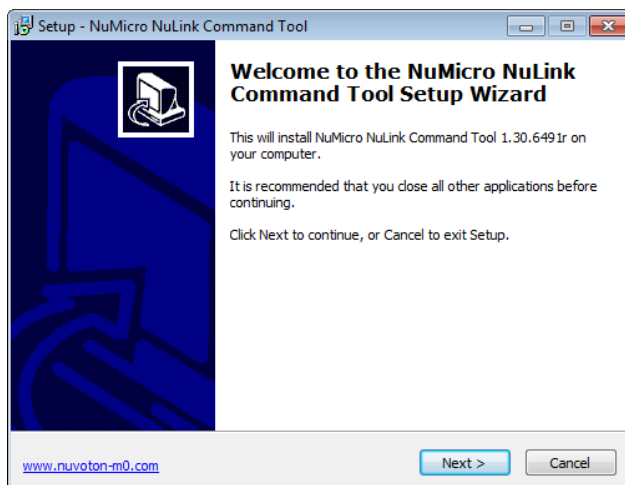 Setup - NuMicro NuLink Command Tool
Welcome to the NuMicro NuLink
Command Tool Setup Wizard
This will install NuMicro NuLink Command Tool 1.30.6491r on
your computer.
It is recommended that you close all other applications before
continuing.
Click Next to continue, or Cancel to exit Setup.
www.nuvoton-m0.com
Next >
Cancel